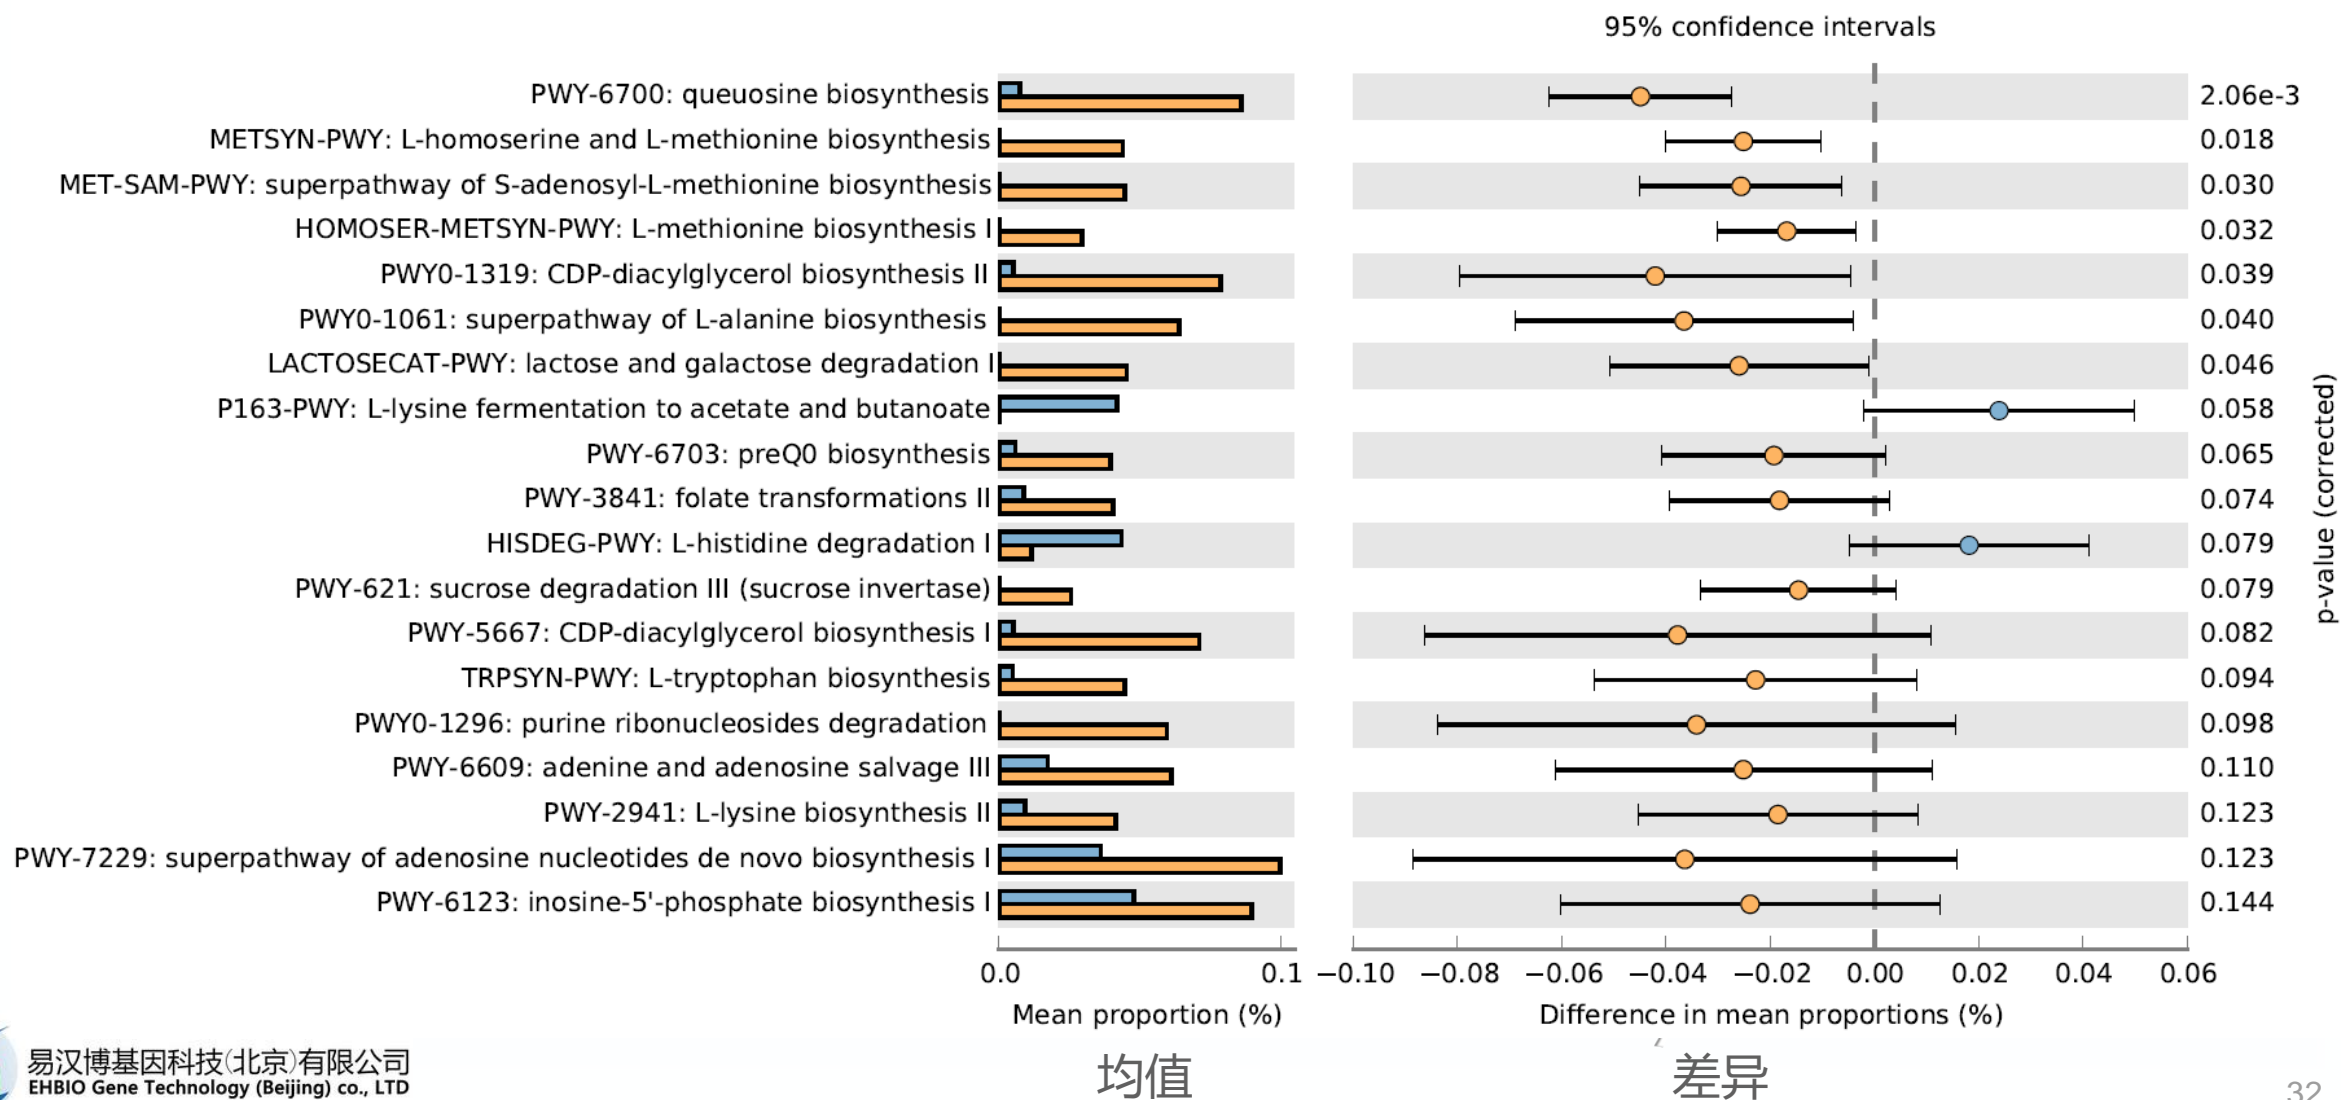 95% confidence intervals
PWY-6700: queuosine biosynthesis 2.06e-3
METSYN-PWY: L-homoserine and L-methionine biosynthesis 0.018
MET-SAM-PWY: superpathway of S-adenosyl-L-methionine biosynthesis 0.030
HOMOSER-METSYN-PWY: L-methionine biosynthesis I 0.032
PWY0-1319: CDP-diacylglycerol biosynthesis II 0.039
PWY0-1061: superpathway of L-alanine biosynthesis 0.040
LACTOSECAT-PWY: lactose and galactose degradation I 0.046
P163-PWY: L-lysine fermentation to acetate and butanoate 0.058
PWY-6703: preQ0 biosynthesis 0.065
PWY-3841: folate transformations II 0.074
HISDEG-PWY: L-histidine degradation I 0.079
PWY-621: sucrose degradation III (sucrose invertase) 0.079
PWY-5667: CDP-diacylglycerol biosynthesis I 0.082
TRPSYN-PWY: L-tryptophan biosynthesis 0.094
PWY0-1296: purine ribonucleosides degradation 0.098
PWY-6609: adenine and adenosine salvage III 0.110
PWY-2941: L-lysine biosynthesis II 0.123
PWY-7229: superpathway of adenosine nucleotides de novo biosynthesis I 0.123
PWY-6123: inosine-5'-phosphate biosynthesis I 0.144
p-value (corrected)
0.0 0.1 −0.10 −0.08 −0.06 −0.04 −0.02 0.00 0.02 0.04 0.06
Mean proportion (%) Difference in mean proportions (%)
易汉博基因科技(北京)有限公司
EHBIO Gene Technology (Beijing) co., LTD
均值 差异
32